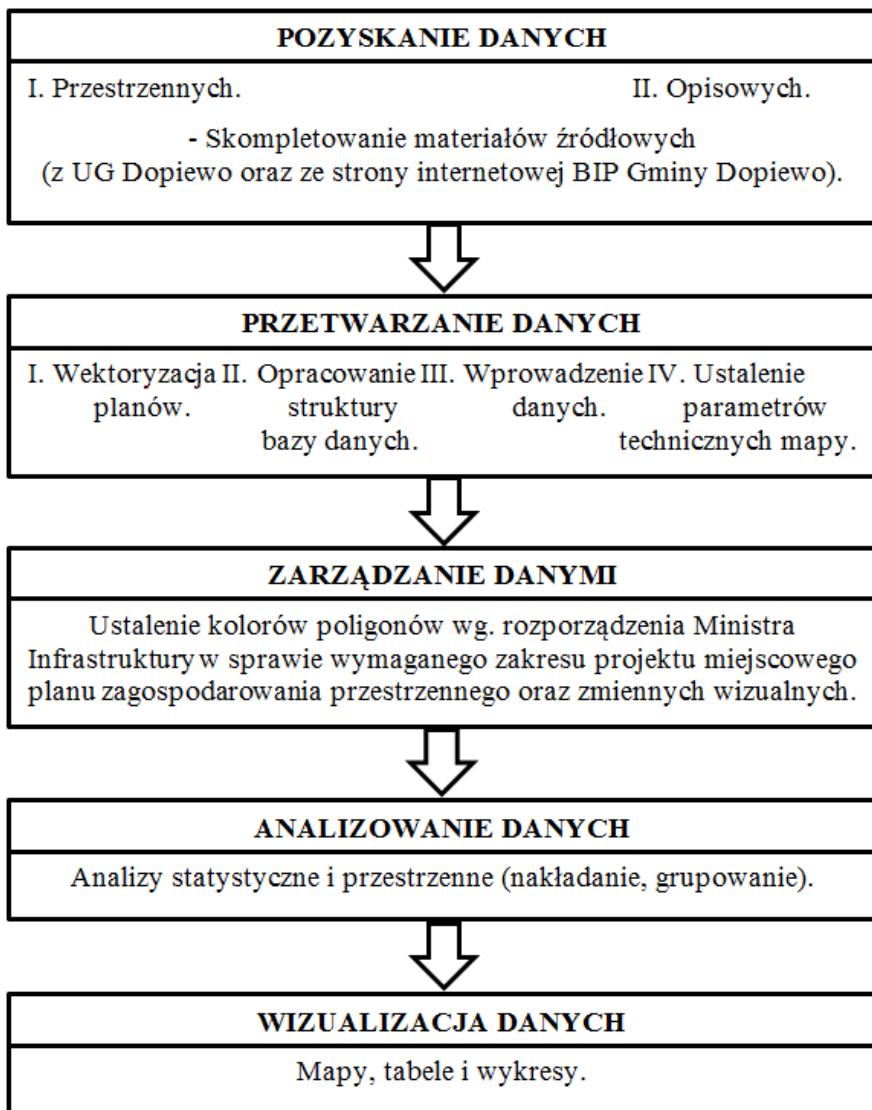 POZYSKANIE DANYCH
I. Przestrzennych. II. Opisowych.
- Skompletowanie materiałów źródłowych
(z UG Dopiewo oraz ze strony internetowej BIP Gminy Dopiewo).
PRZETWARZANIE DANYCH
I. Wektoryzacja II. Opracowanie III. Wprowadzenie IV. Ustalenie
planów. struktury danych. parametrów
bazy danych. technicznych mapy.
ZARZĄDZANIE DANYMI
Ustalenie kolorów poligonów wg. rozporządzenia Ministra
Infrastruktury w sprawie wymaganego zakresu projektu miejscowego
planu zagospodarowania przestrzennego oraz zmiennych wizualnych.
ANALIZOWANIE DANYCH
Analizy statystyczne i przestrzenne (nakładanie, grupowanie).
WIZUALIZACJA DANYCH
Mapy, tabele i wykresy.